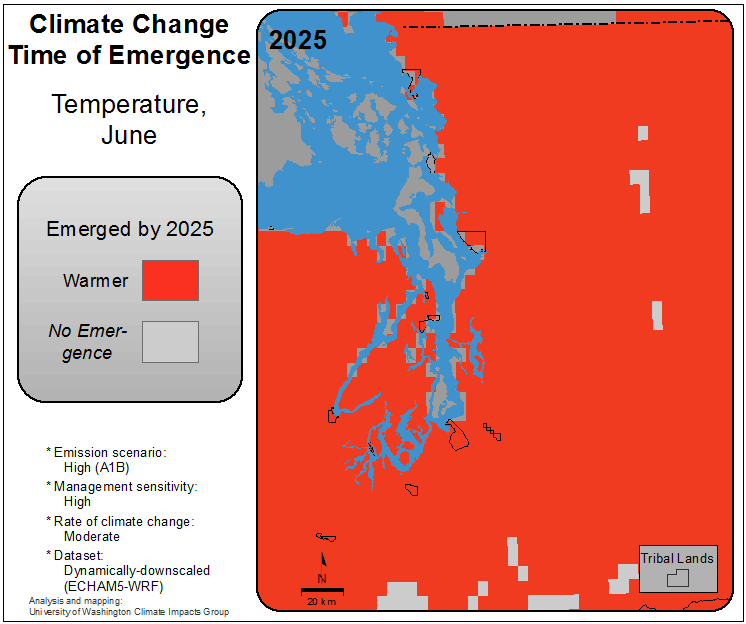 Climate Change
Time of Emergence
Temperature,
June
Emerged by 2025
Warmer
No Emer-
gence
* Emission scenario:
High (A1B)
* Management sensitivity:
High
* Rate of climate change:
Moderate
* Dataset:
Dynamically-downscaled
(ECHAM5-WRF)
Analysis and mapping:
University of Washington Climate Impacts Group
2025
N
20 km
Tribal Lands